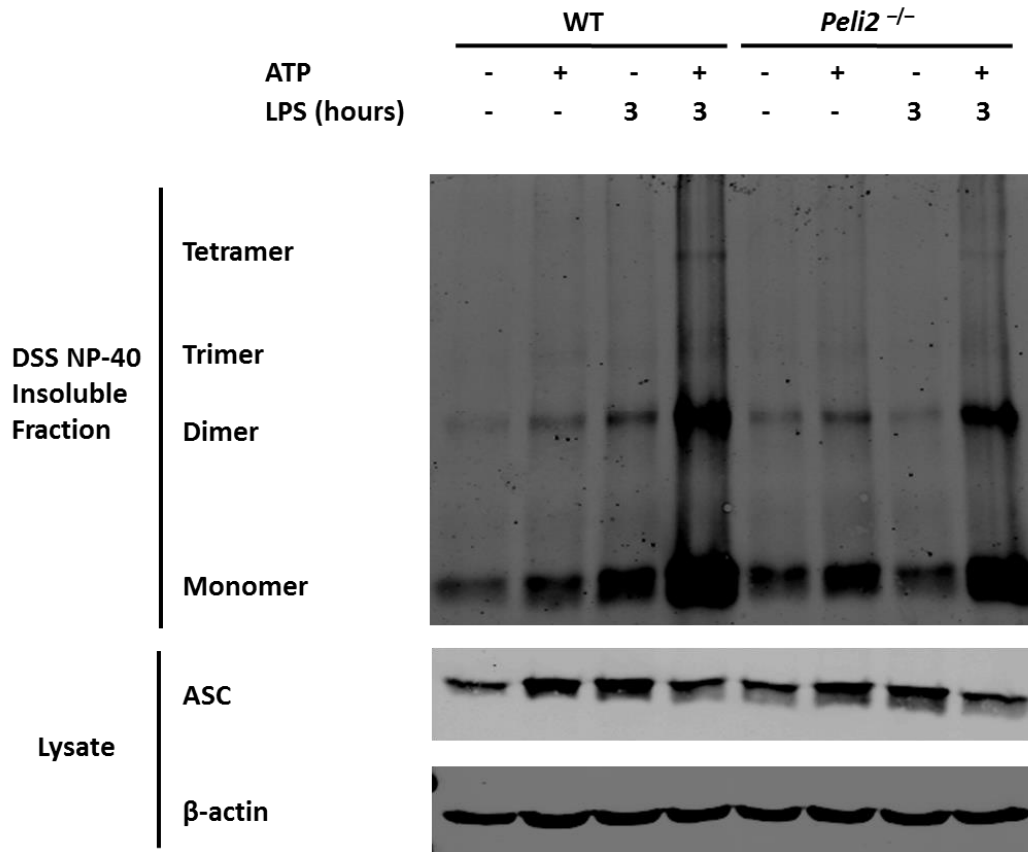 WT Peli2 –/–
ATP - + - + - + - +
LPS (hours) - - 3 3 - - 3 3
Tetramer
Trimer
DSS NP-40
Insoluble
Fraction
Dimer
Monomer
ASC
Lysate
β-actin